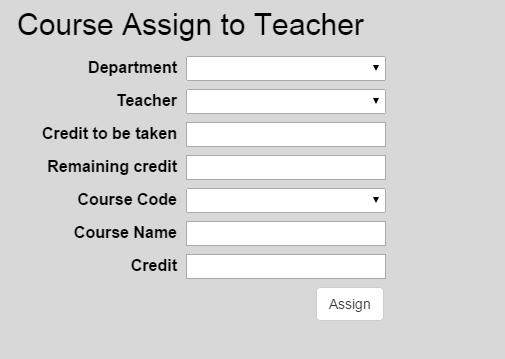 Course Assign to Teacher
Department
Teacher
Credit to be taken
Remaining credit
Course Code
Course Name
Credit
Assign